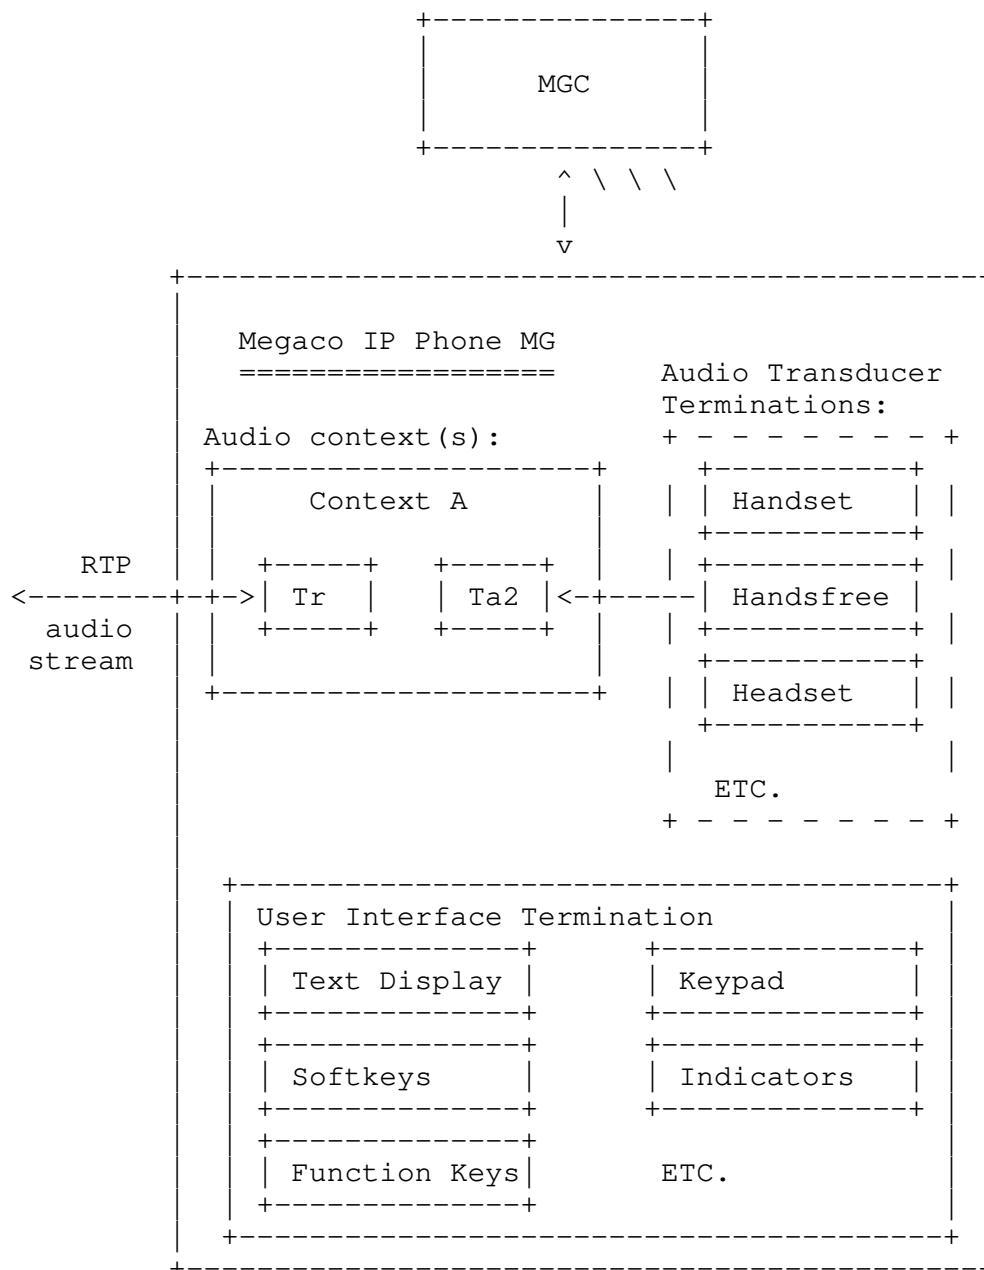 MGC
Megaco IP Phone MG
==================
Audio Transducer
Terminations:
Audio context(s):
Context A
Handset
RTP
Tr
Ta2
Handsfree
audio
stream
Headset
ETC.
User Interface Termination
Text Display
Keypad
Softkeys
Indicators
Function Keys
ETC.